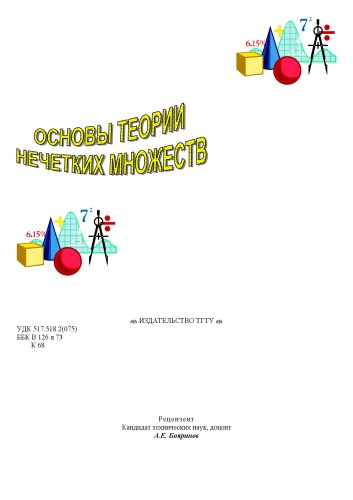 6.15%
7²
ОСНОВЫ ТЕОРИИ
НЕЧЕТКИХ МНОЖЕСТВ
6.15%
7²
ИЗДАТЕЛЬСТВО ТГТУ
УДК 517.518.2(075)
ББК В 126 я 73
К 68
Рецензент
Кандидат технических наук, доцент
А.Е. Бояринов